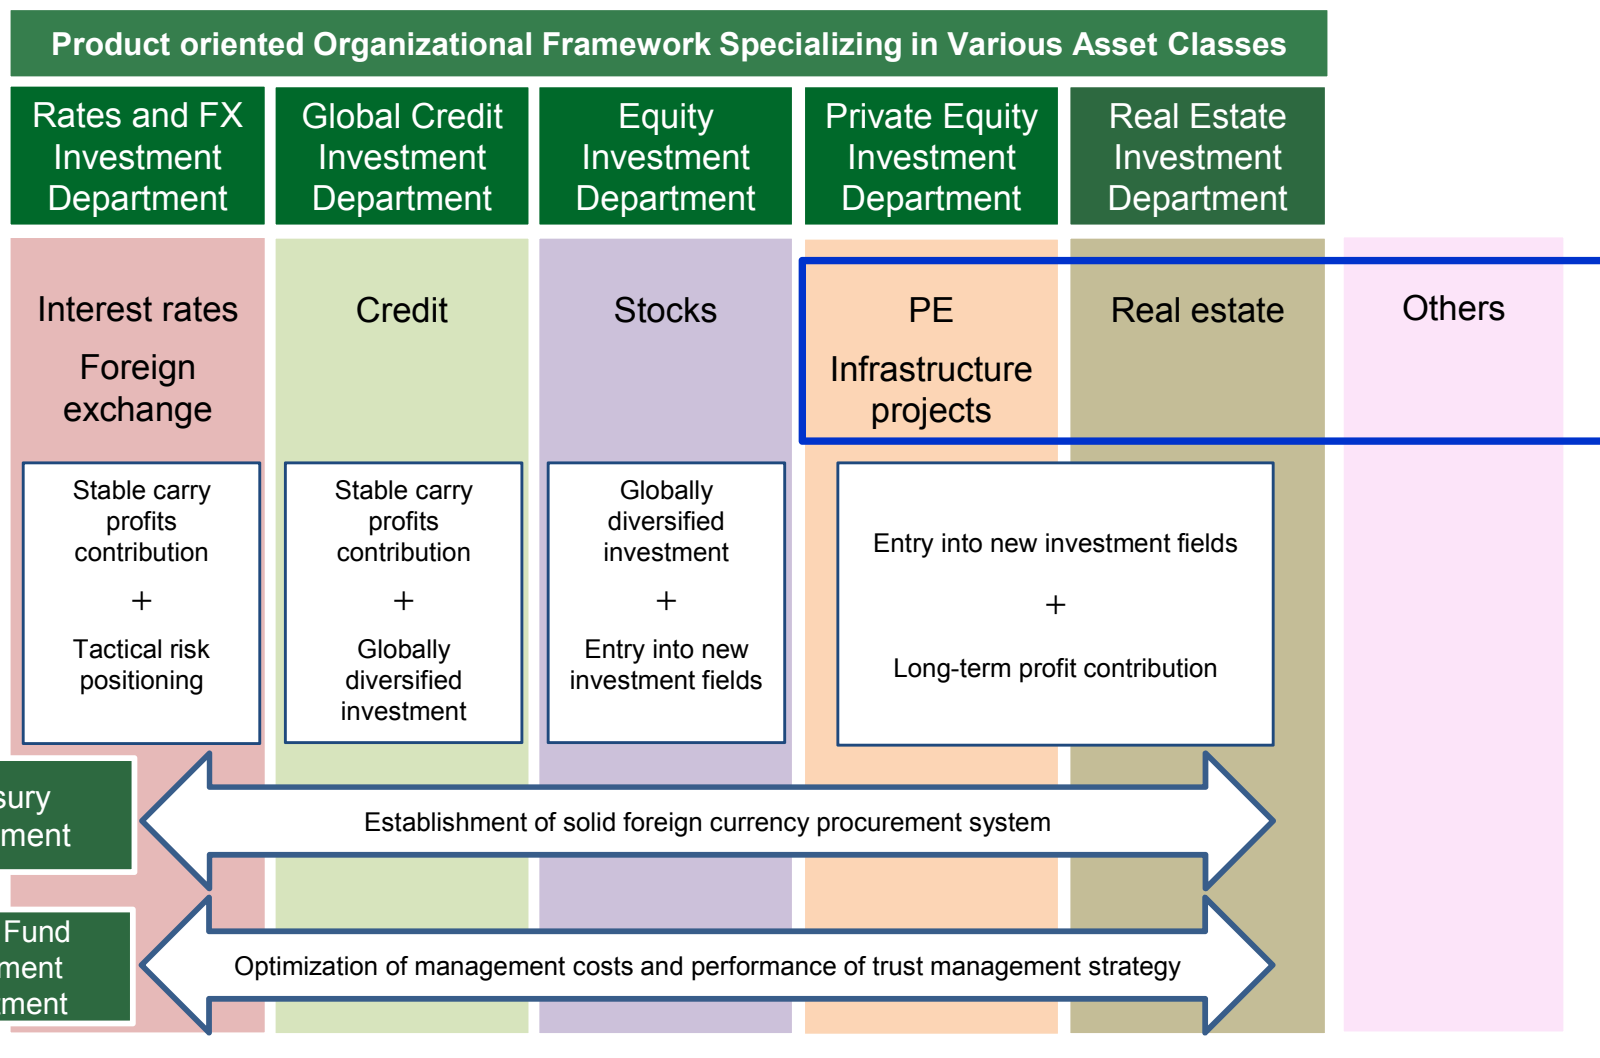 Product oriented Organizational Framework Specializing in Various Asset Classes
Rates and FX
Investment
Department
Global Credit
Investment
Department
Equity
Investment
Department
Private Equity
Investment
Department
Real Estate
Investment
Department
Interest rates
Foreign
exchange
Credit
Stocks
PE
Infrastructure
projects
Real estate
Others
Stable carry
profits
contribution
+
Tactical risk
positioning
Stable carry
profits
contribution
+
Globally
diversified
investment
Globally
diversified
investment
+
Entry into new
investment fields
Entry into new investment fields
+
Long-term profit contribution
sury
ment
Establishment of solid foreign currency procurement system
Fund
ment
tment
Optimization of management costs and performance of trust management strategy